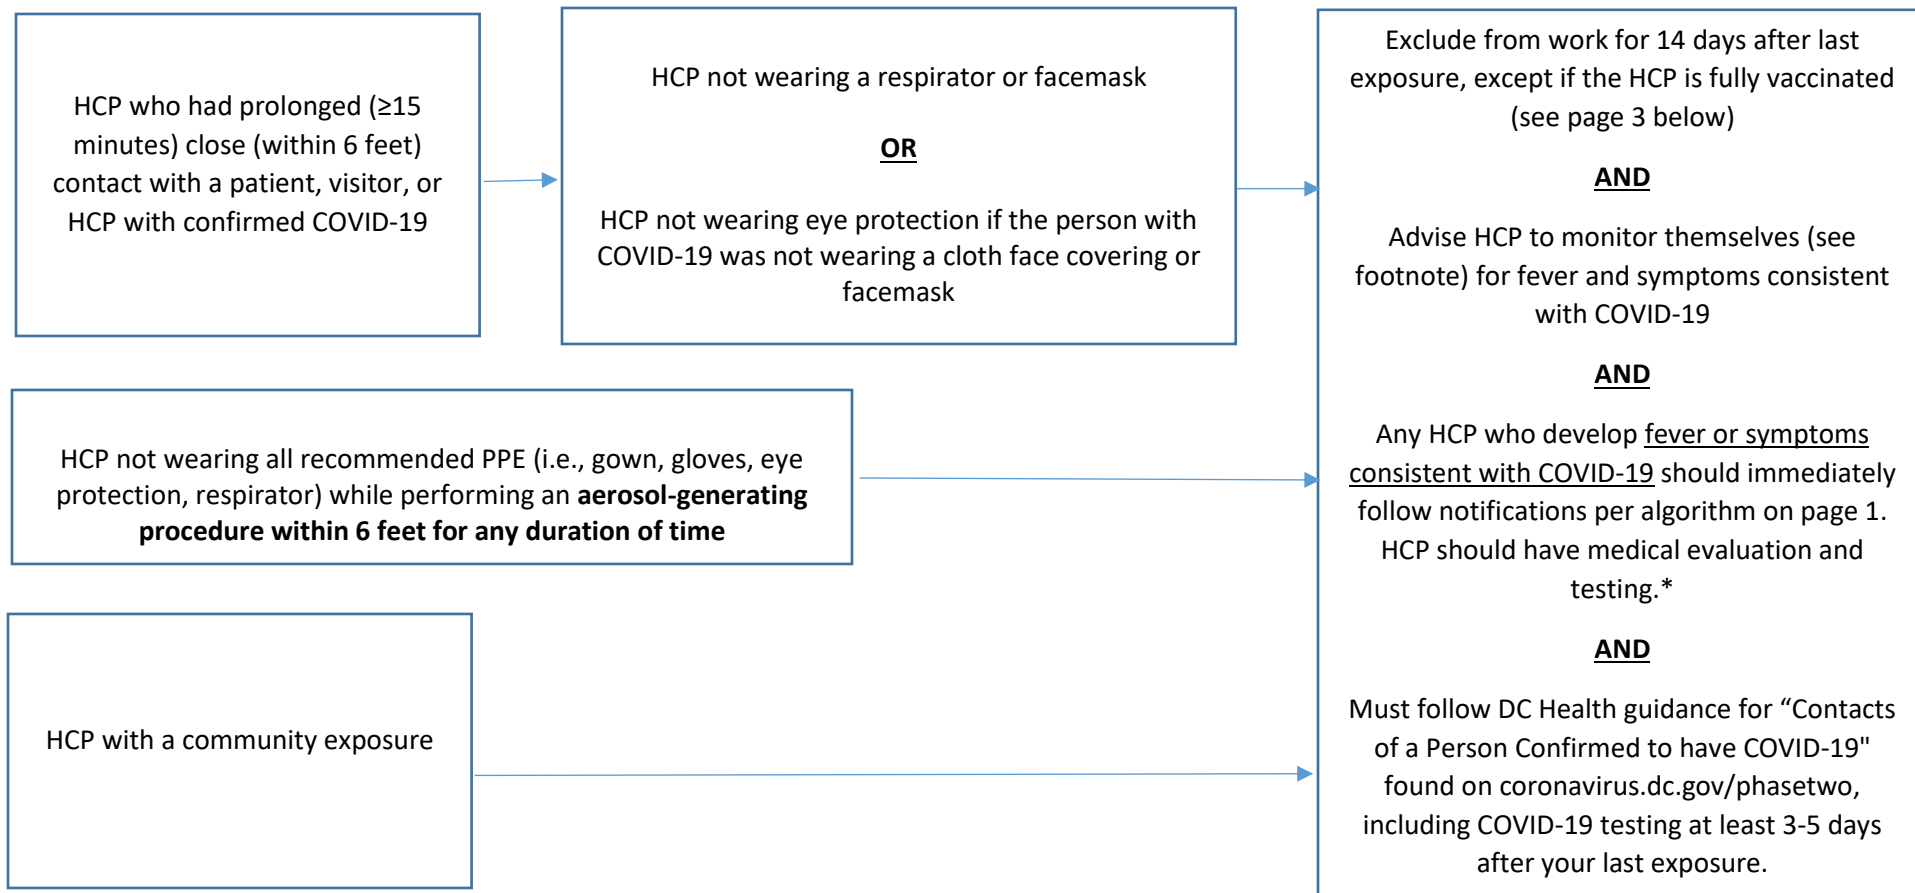 HCP who had prolonged (≥15
minutes) close (within 6 feet)
contact with a patient, visitor, or
HCP with confirmed COVID-19
HCP not wearing a respirator or facemask
OR
HCP not wearing eye protection if the person with
COVID-19 was not wearing a cloth face covering or
facemask
HCP not wearing all recommended PPE (i.e., gown, gloves, eye
protection, respirator) while performing an aerosol-generating
procedure within 6 feet for any duration of time
HCP with a community exposure
Exclude from work for 14 days after last
exposure, except if the HCP is fully vaccinated
(see page 3 below)
AND
Advise HCP to monitor themselves (see
footnote) for fever and symptoms consistent
with COVID-19
AND
Any HCP who develop fever or symptoms
consistent with COVID-19 should immediately
follow notifications per algorithm on page 1.
HCP should have medical evaluation and
testing.*
AND
Must follow DC Health guidance for “Contacts
of a Person Confirmed to have COVID-19"
found on coronavirus.dc.gov/phasetwo,
including COVID-19 testing at least 3-5 days
after your last exposure.